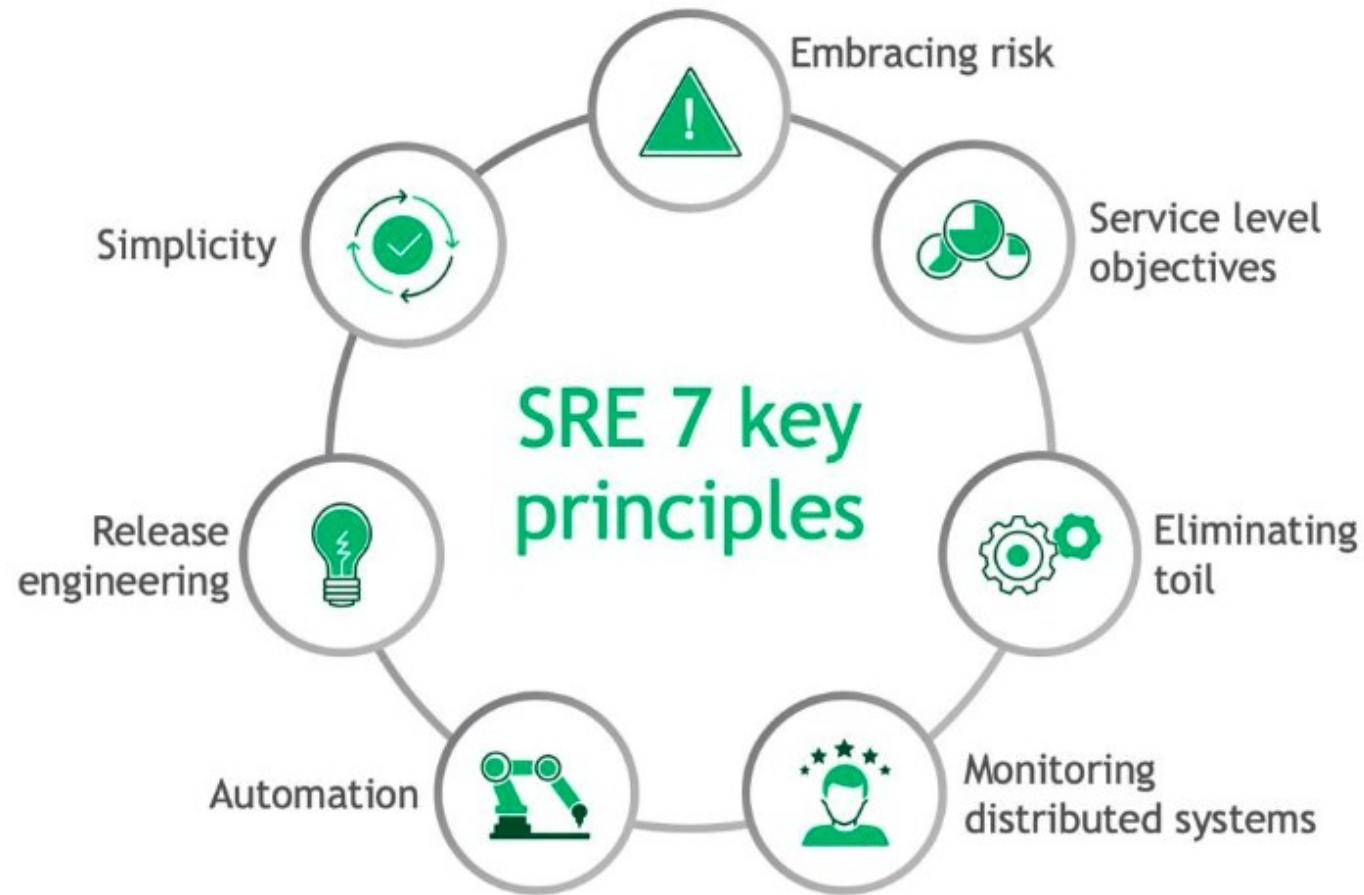 Embracing risk
Service level
objectives
Simplicity
SRE 7 key
principles
Eliminating
toil
Release
engineering
Monitoring
distributed systems
Automation